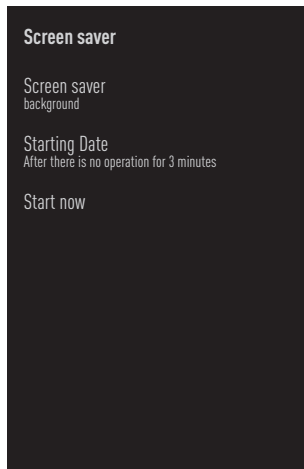 Screen saver
Screen saver
background
Starting Date
After there is no operation for 3 minutes
Start now